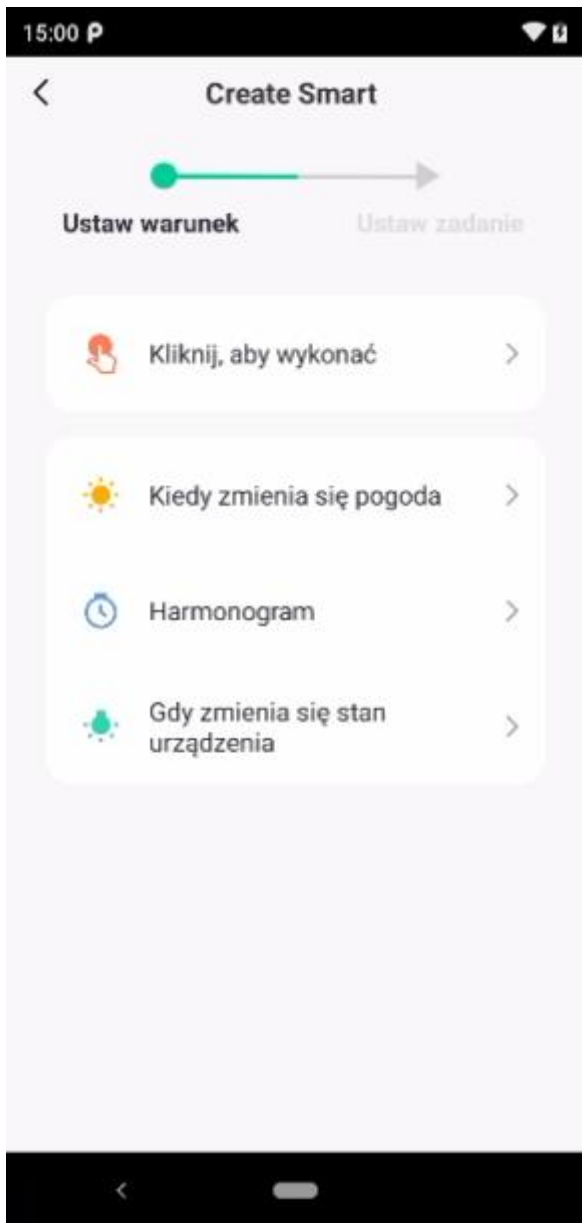 15:00 P
Create Smart
Ustaw warunek
Ustaw zadanie
Kliknij, aby wykonać
Kiedy zmienia się pogoda
Harmonogram
Gdy zmienia się stan
urządzenia